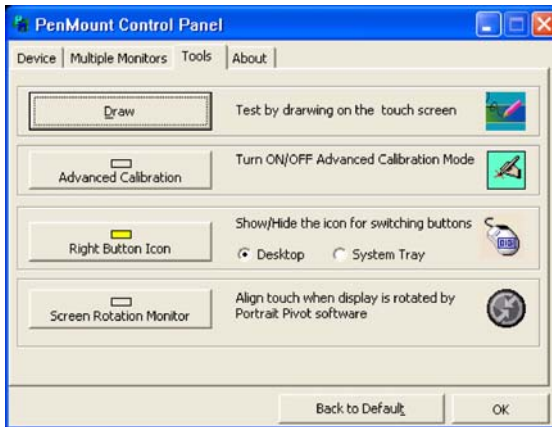 PenMount Control Panel
Device Multiple Monitors Tools About
Draw
Test by drarwing on the touch screen
Advanced Calibration
Turn ON/OFF Advanced Calibration Mode
Right Button Icon
Show/Hide the icon for switching buttons
Desktop System Tray
Screen Rotation Monitor
Align touch when display is rotated by
Portrait Pivot software
Back to Default
OK